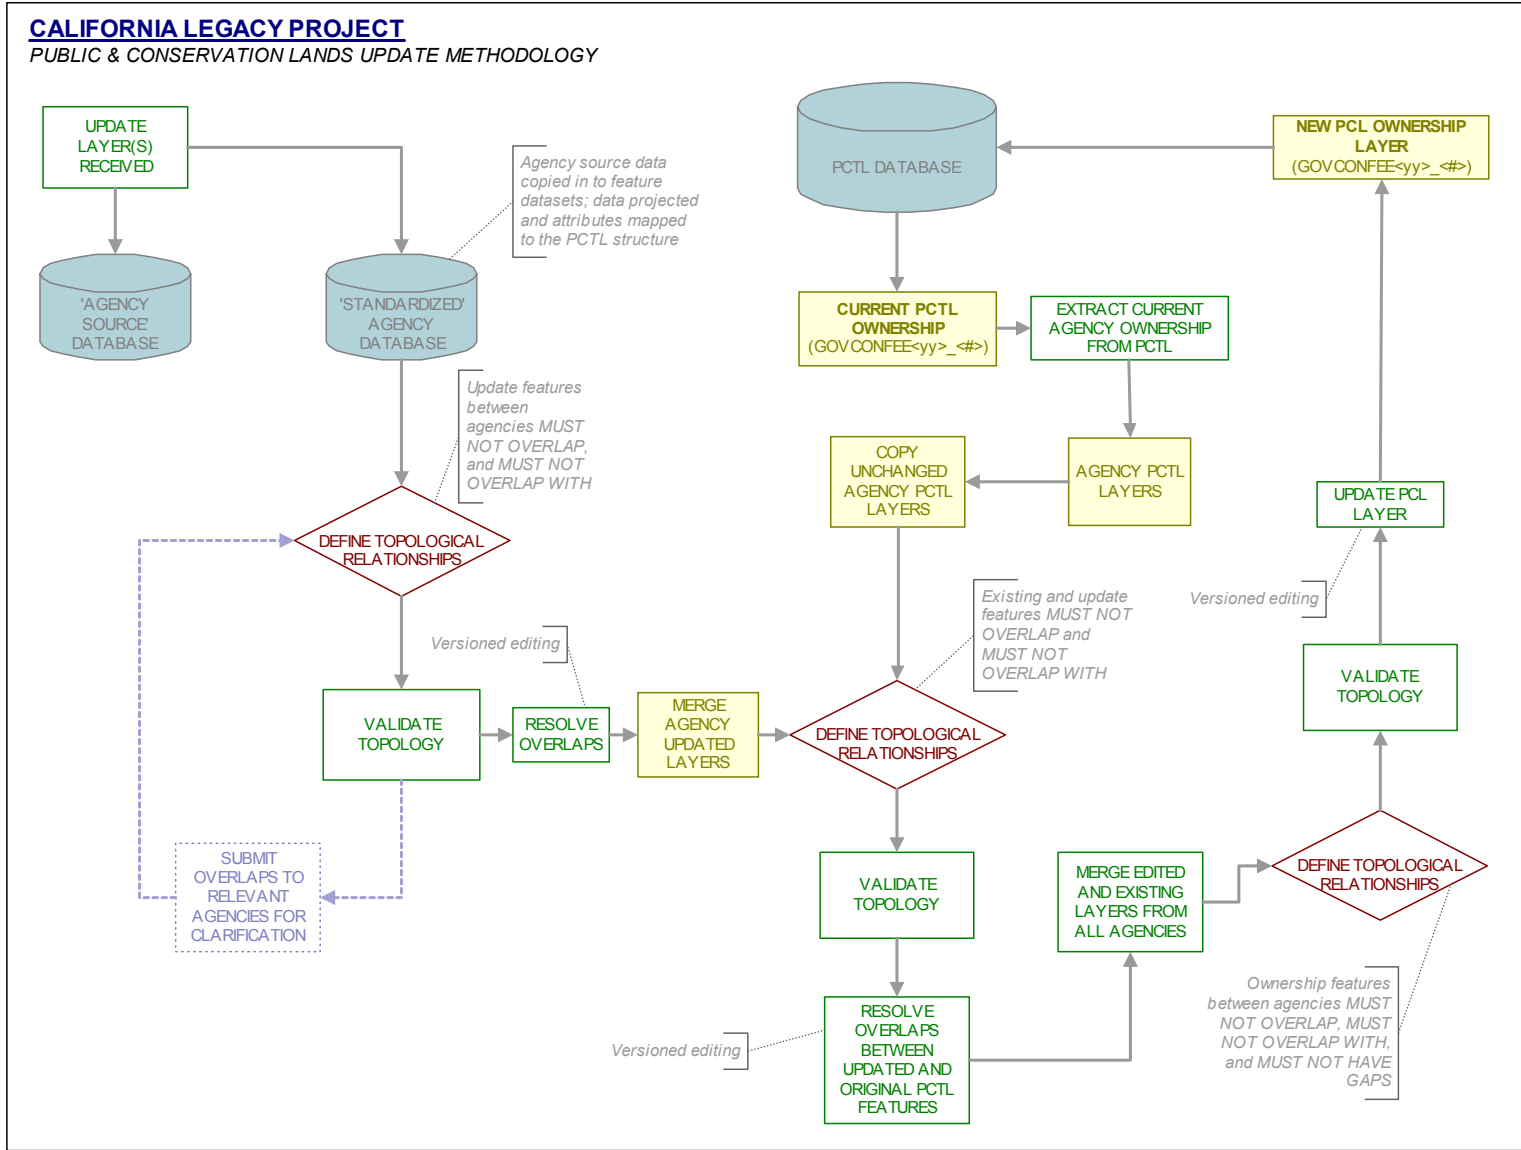 CALIFORNIA LEGACY PROJECT
PUBLIC & CONSERVATION LANDS UPDATE METHODOLOGY
UPDATE
LAYER(S)
RECEIVED
Agency source data
copied in to feature
datasets; data projected
and attributes mapped
to the PCTL structure
'AGENCY
SOURCE'
DATABASE
'STANDARDIZED'
AGENCY
DATABASE
Update features
between
agencies MUST
NOT OVERLAP,
and MUST NOT
OVERLAP WITH
DEFINE TOPOLOGICAL
RELATIONSHIPS
Versioned editing
VALIDATE
TOPOLOGY
RESOLVE
OVERLAPS
MERGE
AGENCY
UPDATED
LAYERS
SUBMIT
OVERLAPS TO
RELEVANT
AGENCIES FOR
CLARIFICATION
PCTL DATABASE
NEW PCL OWNERSHIP
LAYER
(GOVCONFEE<yy>_<#>)
CURRENT PCTL
OWNERSHIP
(GOVCONFEE<yy>_<#>)
EXTRACT CURRENT
AGENCY OWNERSHIP
FROM PCTL
COPY
UNCHANGED
AGENCY PCTL
LAYERS
AGENCY PCTL
LAYERS
UPDATE PCL
LAYER
Existing and update
features MUST NOT
OVERLAP and
MUST NOT
OVERLAP WITH
Versioned editing
DEFINE TOPOLOGICAL
RELATIONSHIPS
VALIDATE
TOPOLOGY
VALIDATE
TOPOLOGY
MERGE EDITED
AND EXISTING
LAYERS FROM
ALL AGENCIES
DEFINE TOPOLOGICAL
RELATIONSHIPS
Versioned editing
RESOLVE
OVERLAPS
BETWEEN
UPDATED AND
ORIGINAL PCTL
FEATURES
Ownership features
between agencies MUST
NOT OVERLAP, MUST
NOT OVERLAP WITH,
and MUST NOT HAVE
GAPS